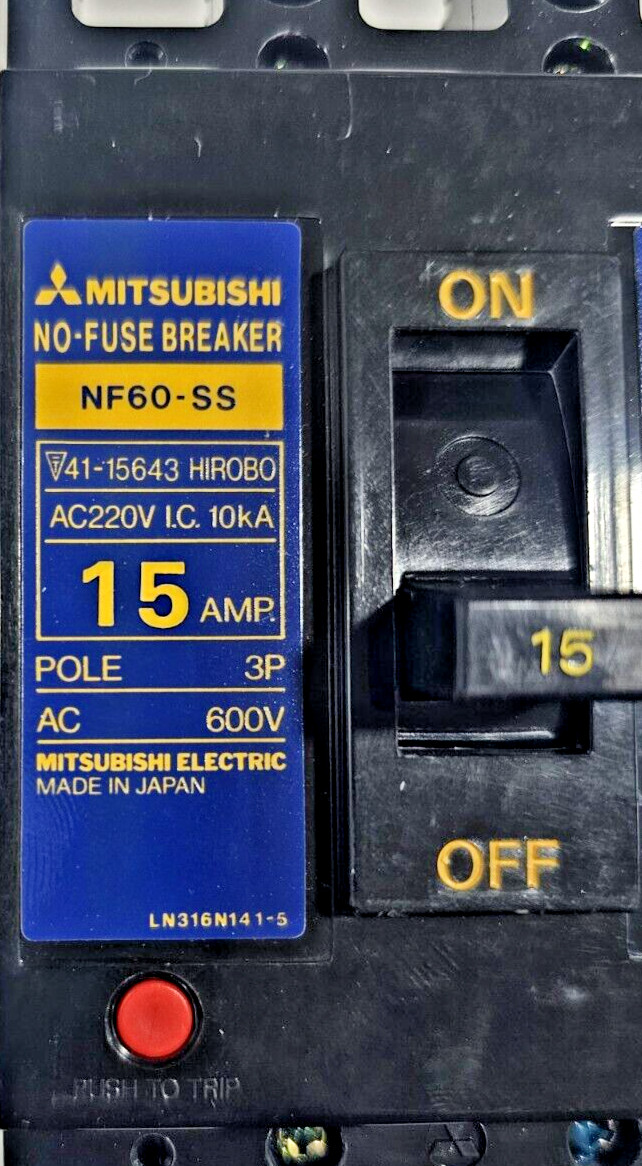 MITSUBISHI
NO-FUSE BREAKER
NF60-SS
T41-15643 HIROBO
AC220V I.C. 10kA
15 AMP.
POLE 3P
AC 600V
MITSUBISHI ELECTRIC
MADE IN JAPAN
LN316N141-5
PUSH TO TRIP
ON
15
OFF